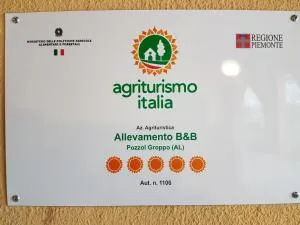 MINISTERO DELLE POLITICHE AGRICOLE
ALIMENTARI E FORESTALI
REGIONE
PIEMONTE
agriturismo
italia
Az. Agrituristica
Allevamento B&B
Pozzol Groppo (AL)
Aut. n. 1106